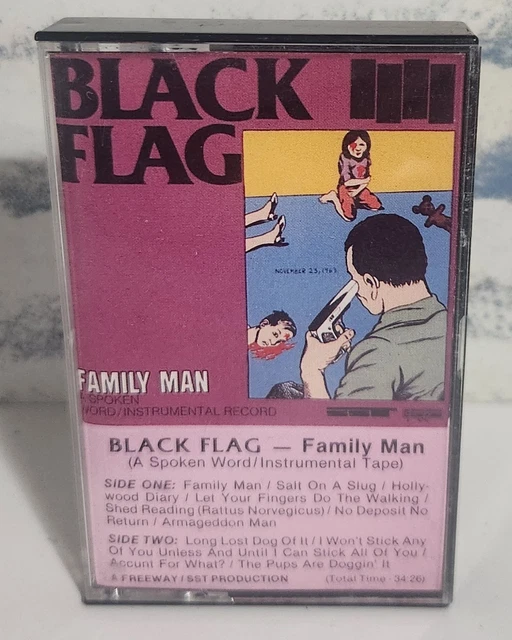 BLACK
FLAG
NOVEMBER 23, 1963
FAMILY MAN
A SPOKEN
WORD/INSTRUMENTAL RECORD
BLACK FLAG — Family Man
(A Spoken Word/Instrumental Tape)
SIDE ONE: Family Man / Salt On A Slug / Holly-
wood Diary / Let Your Fingers Do The Walking /
Shed Reading (Rattus Norvegicus) / No Deposit No
Return / Armageddon Man
SIDE TWO: Long Lost Dog Of It / I Won't Stick Any
Of You Unless And Until I Can Stick All Of You /
Account For What? / The Pups Are Doggin' It
A FREEWAY / SST PRODUCTION (Total Time - 34:26)